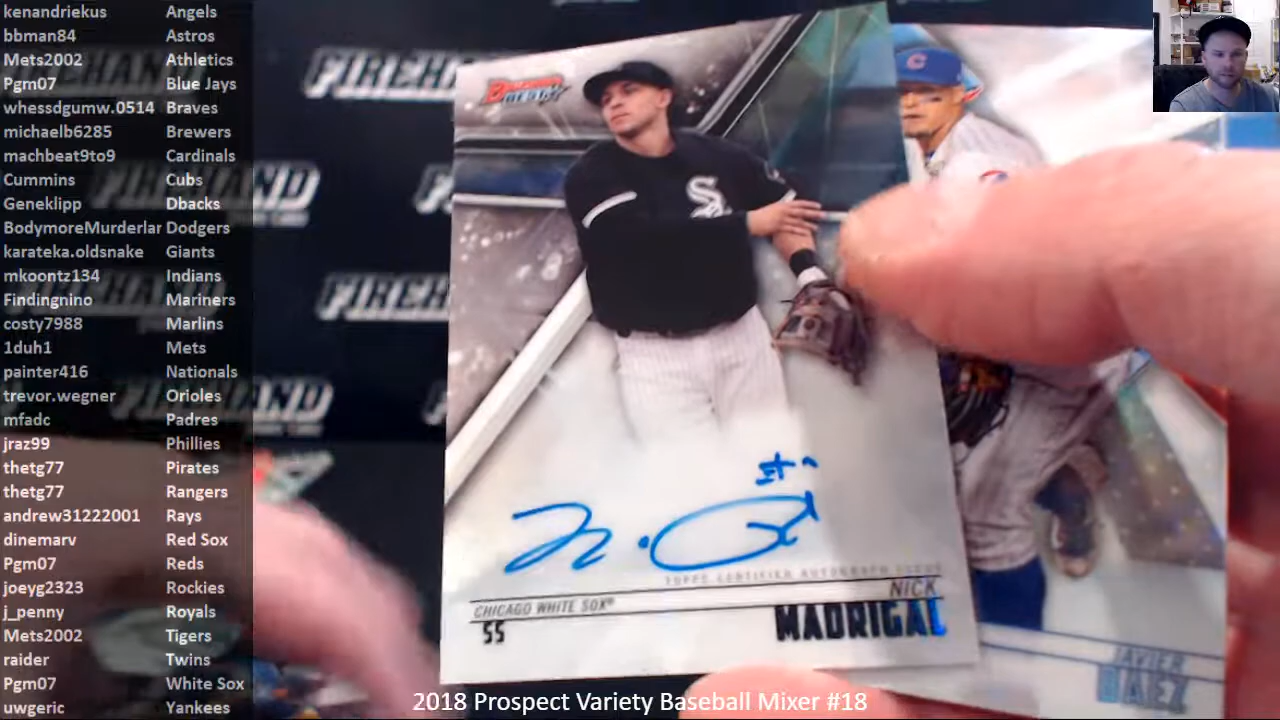 kenandriekus Angels
bbman84 Astros
Mets2002 Athletics
Pgm07 Blue Jays
whessdgumw.0514 Braves
michaelb6285 Brewers
machbeat9to9 Cardinals
Cummins Cubs
Geneklipp Dbacks
BodymoreMurderlar Dodgers
karateka.oldsnake Giants
mkoontz134 Indians
Findingnino Mariners
costy7988 Marlins
1duh1 Mets
painter416 Nationals
trevor.wegner Orioles
mfadc Padres
jraz99 Phillies
thetg77 Pirates
thetg77 Rangers
andrew31222001 Rays
dinemarv Red Sox
Pgm07 Reds
joeyg2323 Rockies
j_penny Royals
Mets2002 Tigers
raider Twins
Pgm07 White Sox
uwgeric Yankees
BOWMAN'S
BEST
TOPPS CERTIFIED AUTOGRAPH ISSUE
CHICAGO WHITE SOX®
SS
NICK
MADRIGAL
JAVIER
BAEZ
2018 Prospect Variety Baseball Mixer #18